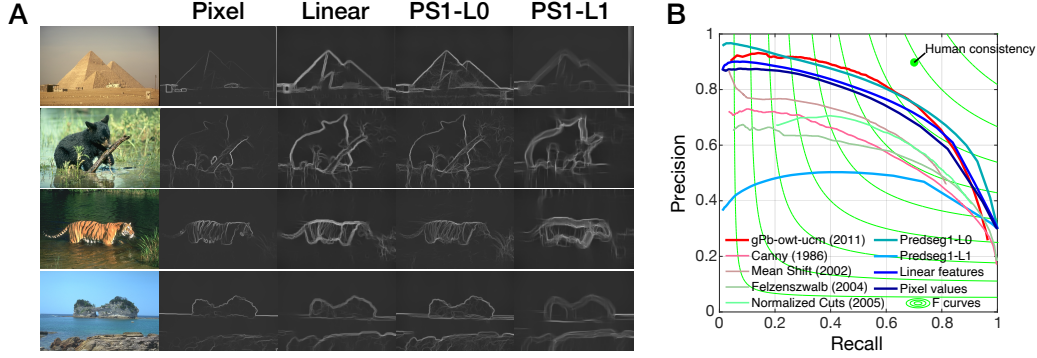 A
Pixel
Linear
PS1-L0
PS1-L1
B
Precision
1
0.8
0.6
0.4
0.2
0
0
0.2
0.4
0.6
0.8
1
Recall
Human consistency
gPb-owt-ucm (2011)
Canny (1986)
Mean Shift (2002)
Felzenszwalb (2004)
Normalized Cuts (2005)
Predseg1-L0
Predseg1-L1
Linear features
Pixel values
F curves